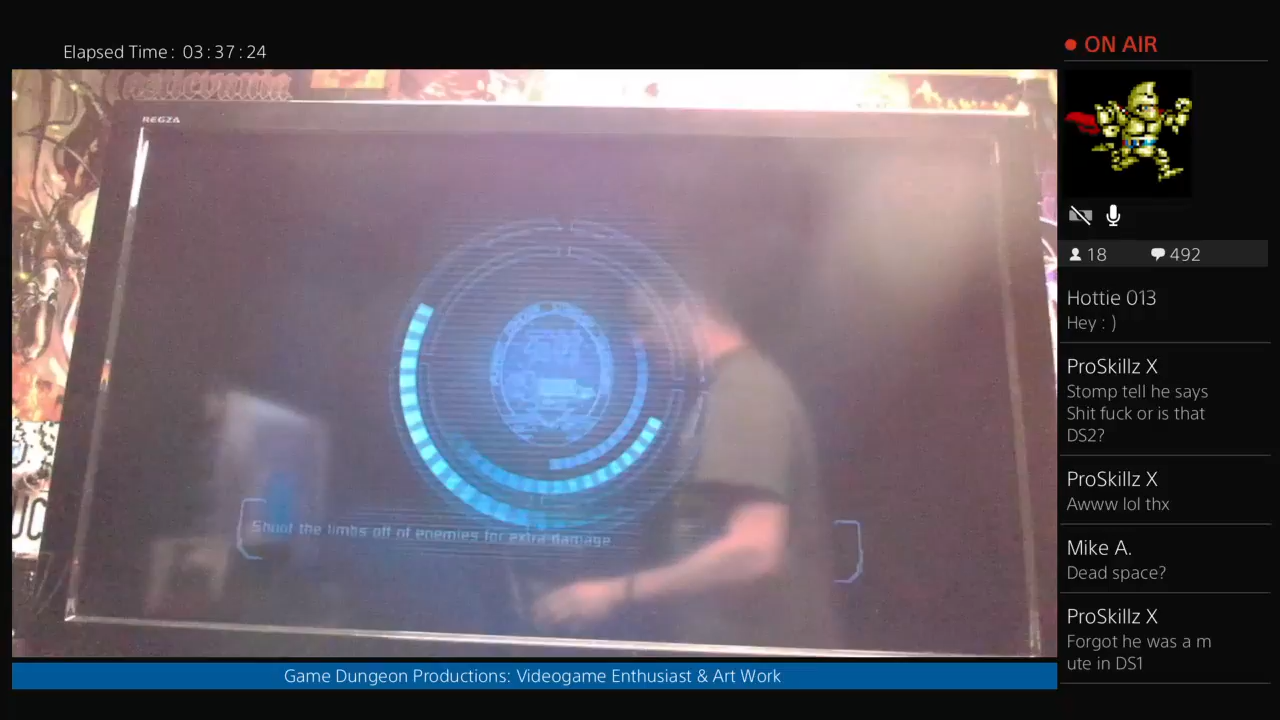 Elapsed Time: 03:37:24
ON AIR
REGZA
18
492
Hottie 013
Hey : )
ProSkillz X
Stomp tell he says
Shit fuck or is that
DS2?
ProSkillz X
Awww lol thx
Mike A.
Dead space?
ProSkillz X
Forgot he was a m
ute in DS1
Shoot the limbs off of enemies for extra damage.
Game Dungeon Productions: Videogame Enthusiast & Art Work